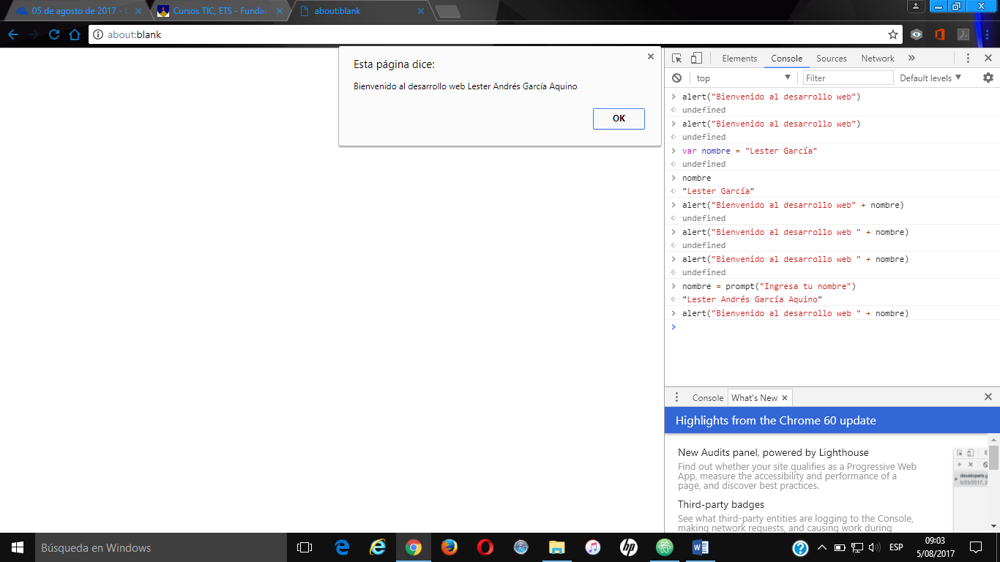 05 de agosto de 2017 - C
Cursos TIC, ETS - Fundac
about:blank
about:blank
Esta página dice:
Bienvenido al desarrollo web Lester Andrés García Aquino
OK
Elements Console Sources Network »
top Filter Default levels
> alert("Bienvenido al desarrollo web")
undefined
> alert("Bienvenido al desarrollo web")
undefined
> var nombre = "Lester García"
undefined
> nombre
"Lester García"
> alert("Bienvenido al desarrollo web" + nombre)
undefined
> alert("Bienvenido al desarrollo web " + nombre)
undefined
> alert("Bienvenido al desarrollo web " + nombre)
undefined
> nombre = prompt("Ingresa tu nombre")
"Lester Andrés García Aquino"
> alert("Bienvenido al desarrollo web " + nombre)
>
Console What's New
Highlights from the Chrome 60 update
New Audits panel, powered by Lighthouse
Find out whether your site qualifies as a Progressive Web
App, measure the accessibility and performance of a
page, and discover best practices.
developers.g
5/23/2017, 2
Third-party badges
See what third-party entities are logging to the Console,
making network requests, and causing work during
Búsqueda en Windows
hp
ESP
09:03
5/08/2017